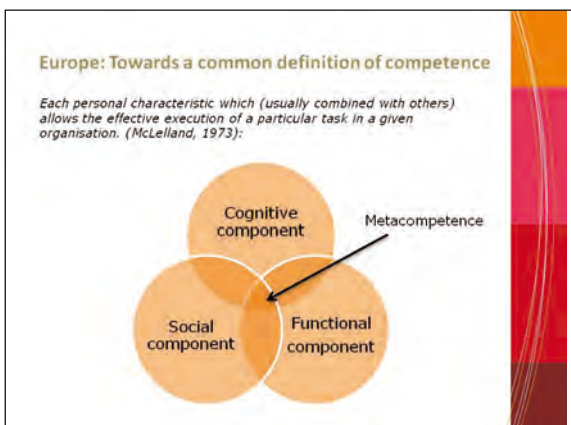 Europe: Towards a common definition of competence
Each personal characteristic which (usually combined with others)
allows the effective execution of a particular task in a given
organisation. (McLelland, 1973):
Cognitive
component
Metacompetence
Social
component
Functional
component